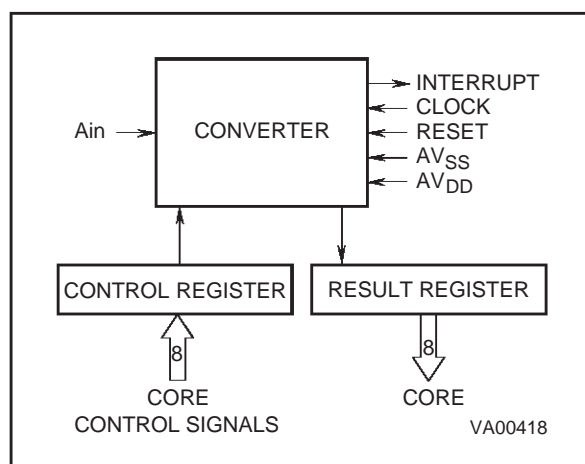 INTERRUPT
CLOCK
Ain
CONVERTER
RESET
AVSS
AVDD
CONTROL REGISTER
RESULT REGISTER
8
8
CORE
CONTROL SIGNALS
CORE
VA00418